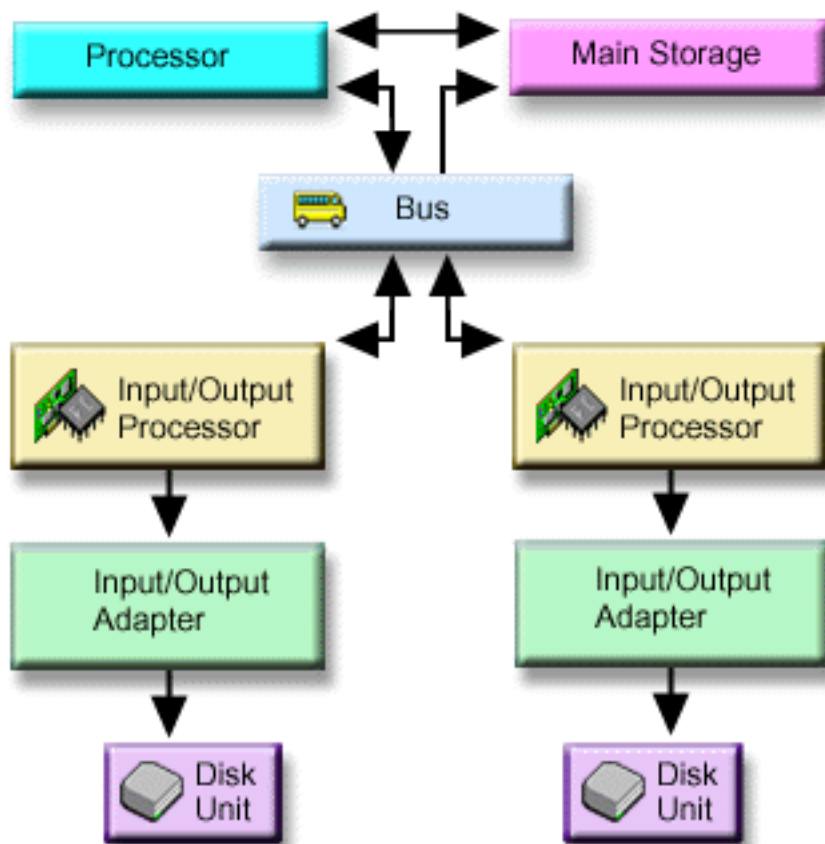 Processor
Main Storage
Bus
Input/Output
Processor
Input/Output
Processor
Input/Output
Adapter
Input/Output
Adapter
Disk
Unit
Disk
Unit